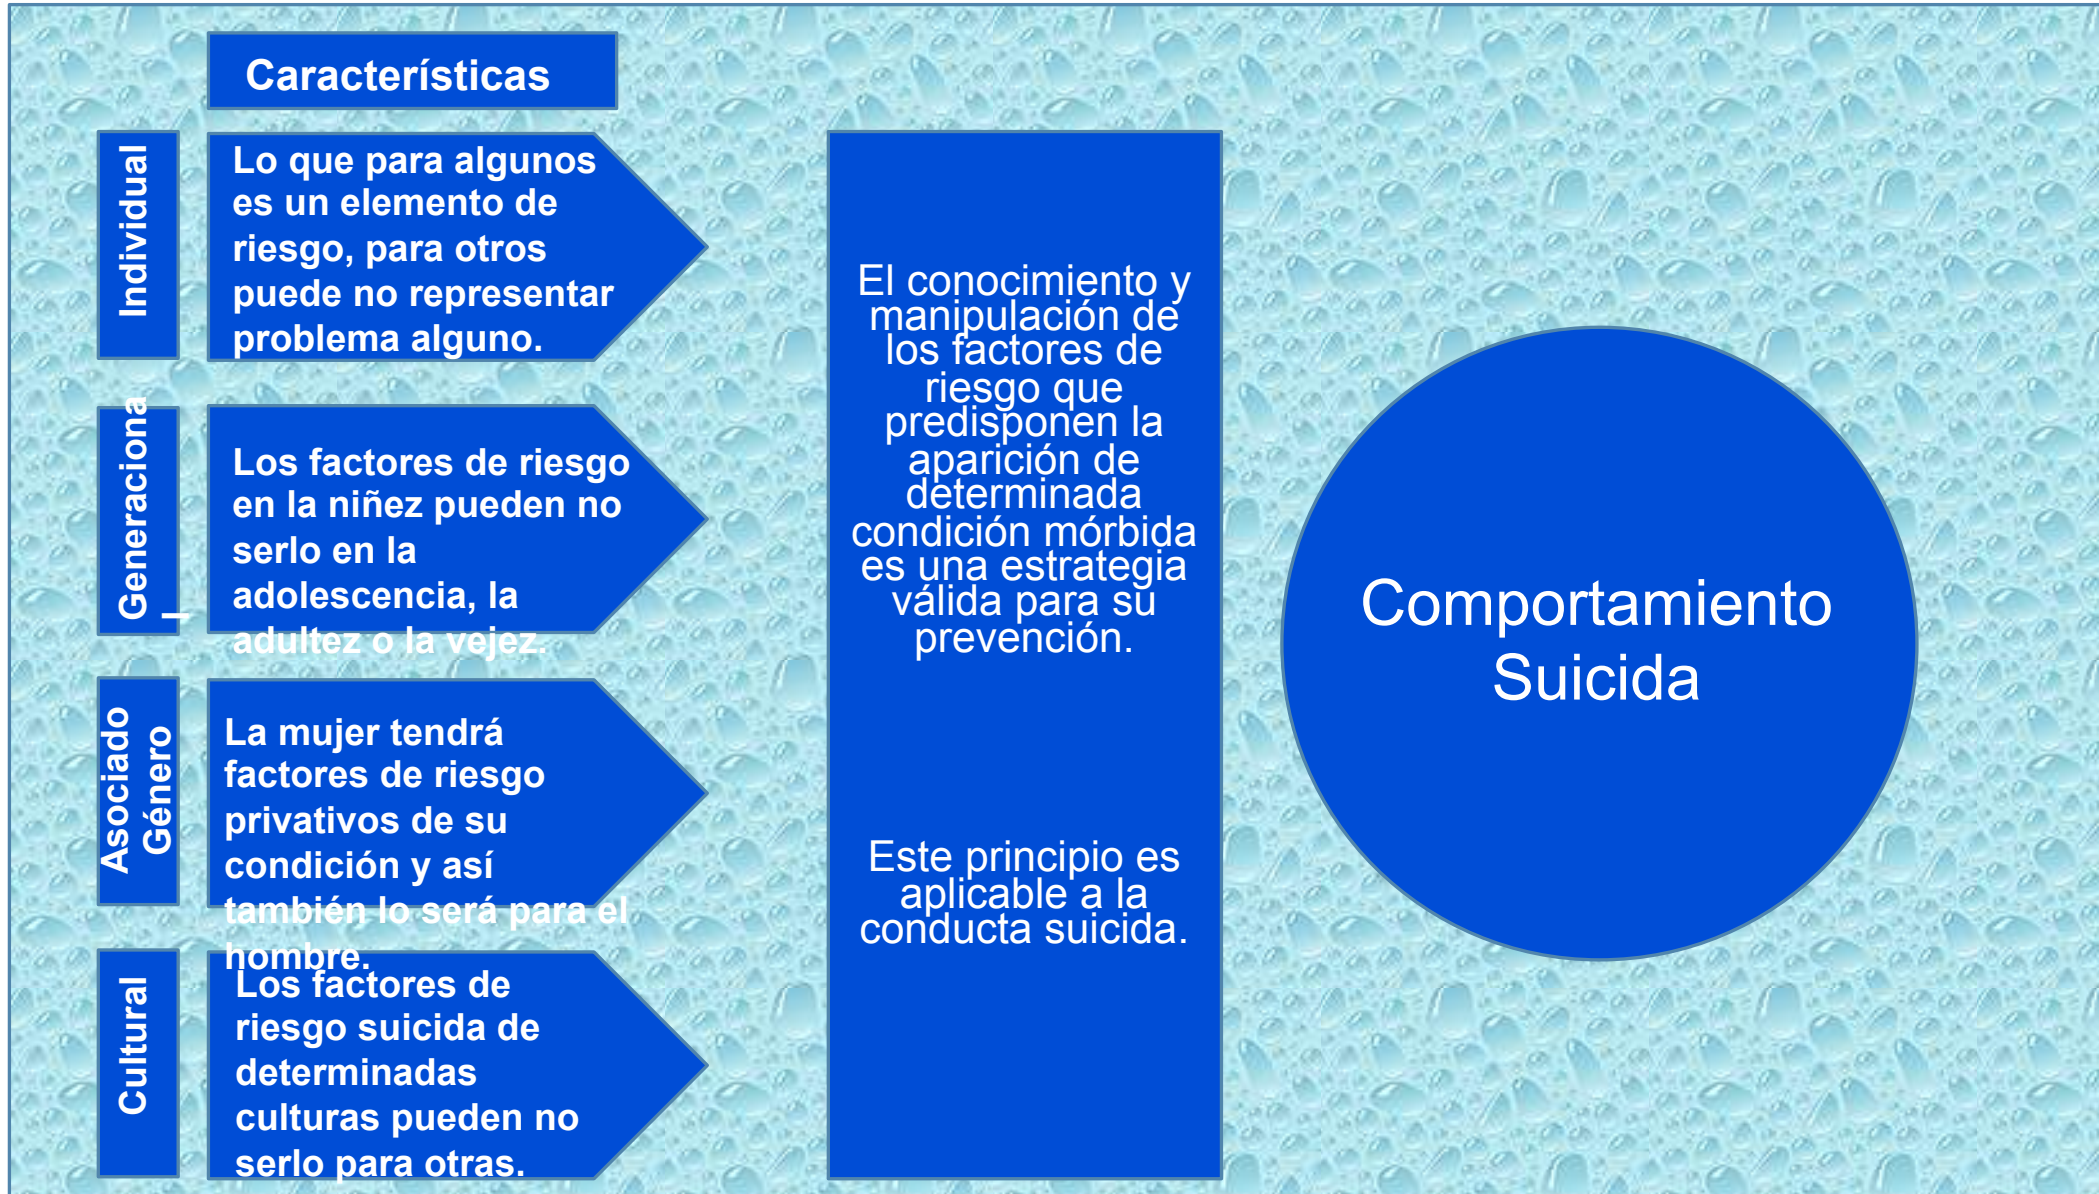 Características
Individual
Lo que para algunos
es un elemento de
riesgo, para otros
puede no representar
problema alguno.
Generaciona
l
Los factores de riesgo
en la niñez pueden no
serlo en la
adolescencia, la
adultez o la vejez.
Asociado
Género
La mujer tendrá
factores de riesgo
privativos de su
condición y así
también lo será para el
hombre.
Cultural
Los factores de
riesgo suicida de
determinadas
culturas pueden no
serlo para otras.
El conocimiento y
manipulación de
los factores de
riesgo que
predisponen la
aparición de
determinada
condición mórbida
es una estrategia
válida para su
prevención.
Este principio es
aplicable a la
conducta suicida.
Comportamiento
Suicida